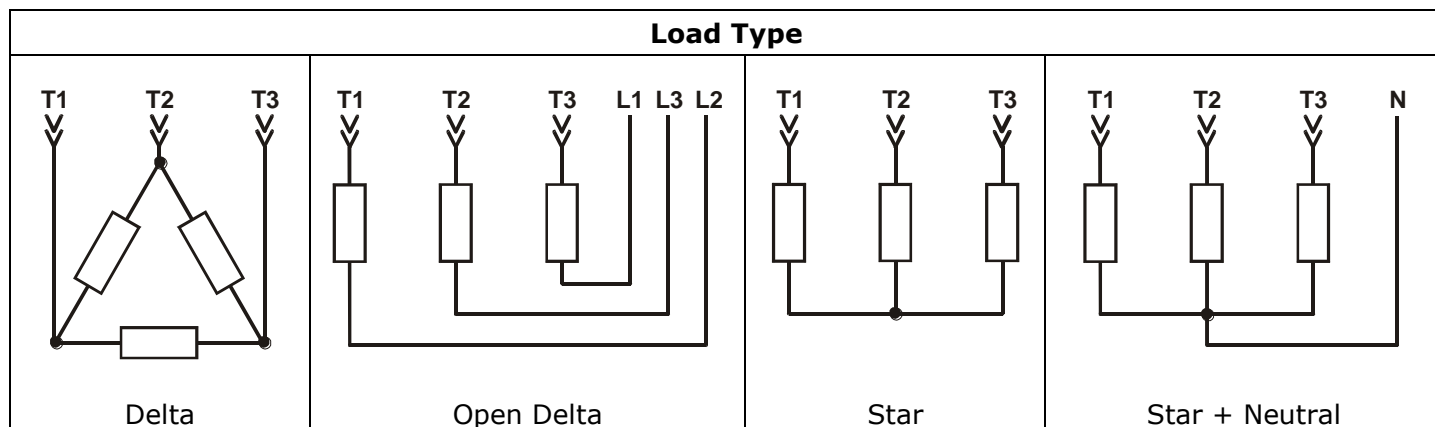 Load Type
T1 T2 T3
T1 T2 T3 L1 L3 L2
T1 T2 T3
T1 T2 T3 N
Delta
Open Delta
Star
Star + Neutral